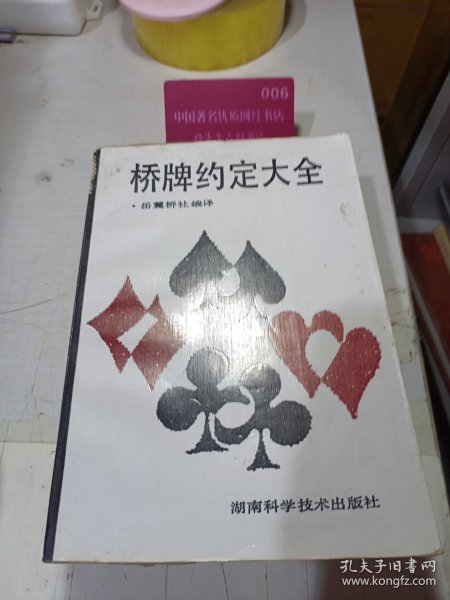 006
中国著名优质网红书店
桥牌约定大全
·岳麓桥社编译
湖南科学技术出版社
孔夫子旧书网
www.kongfz.com